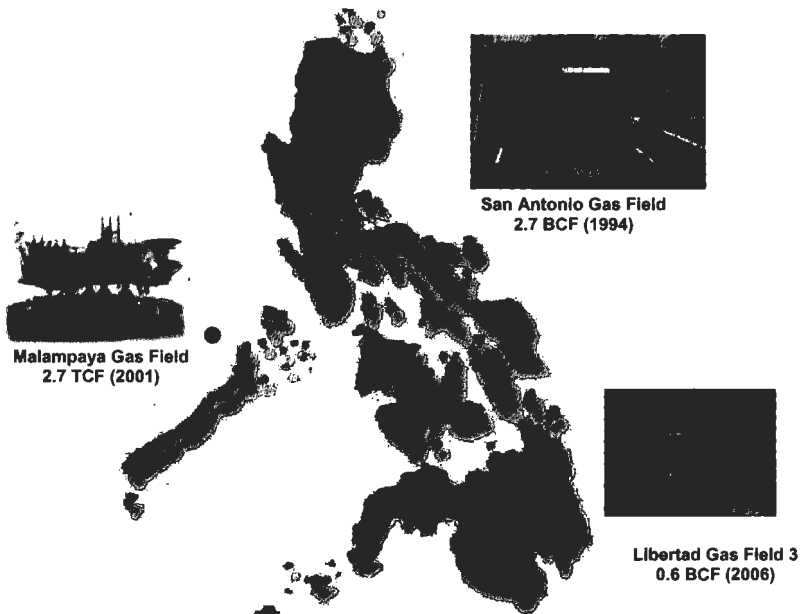 San Antonio Gas Field
2.7 BCF (1994)
Malampaya Gas Field
2.7 TCF (2001)
Libertad Gas Field 3
0.6 BCF (2006)